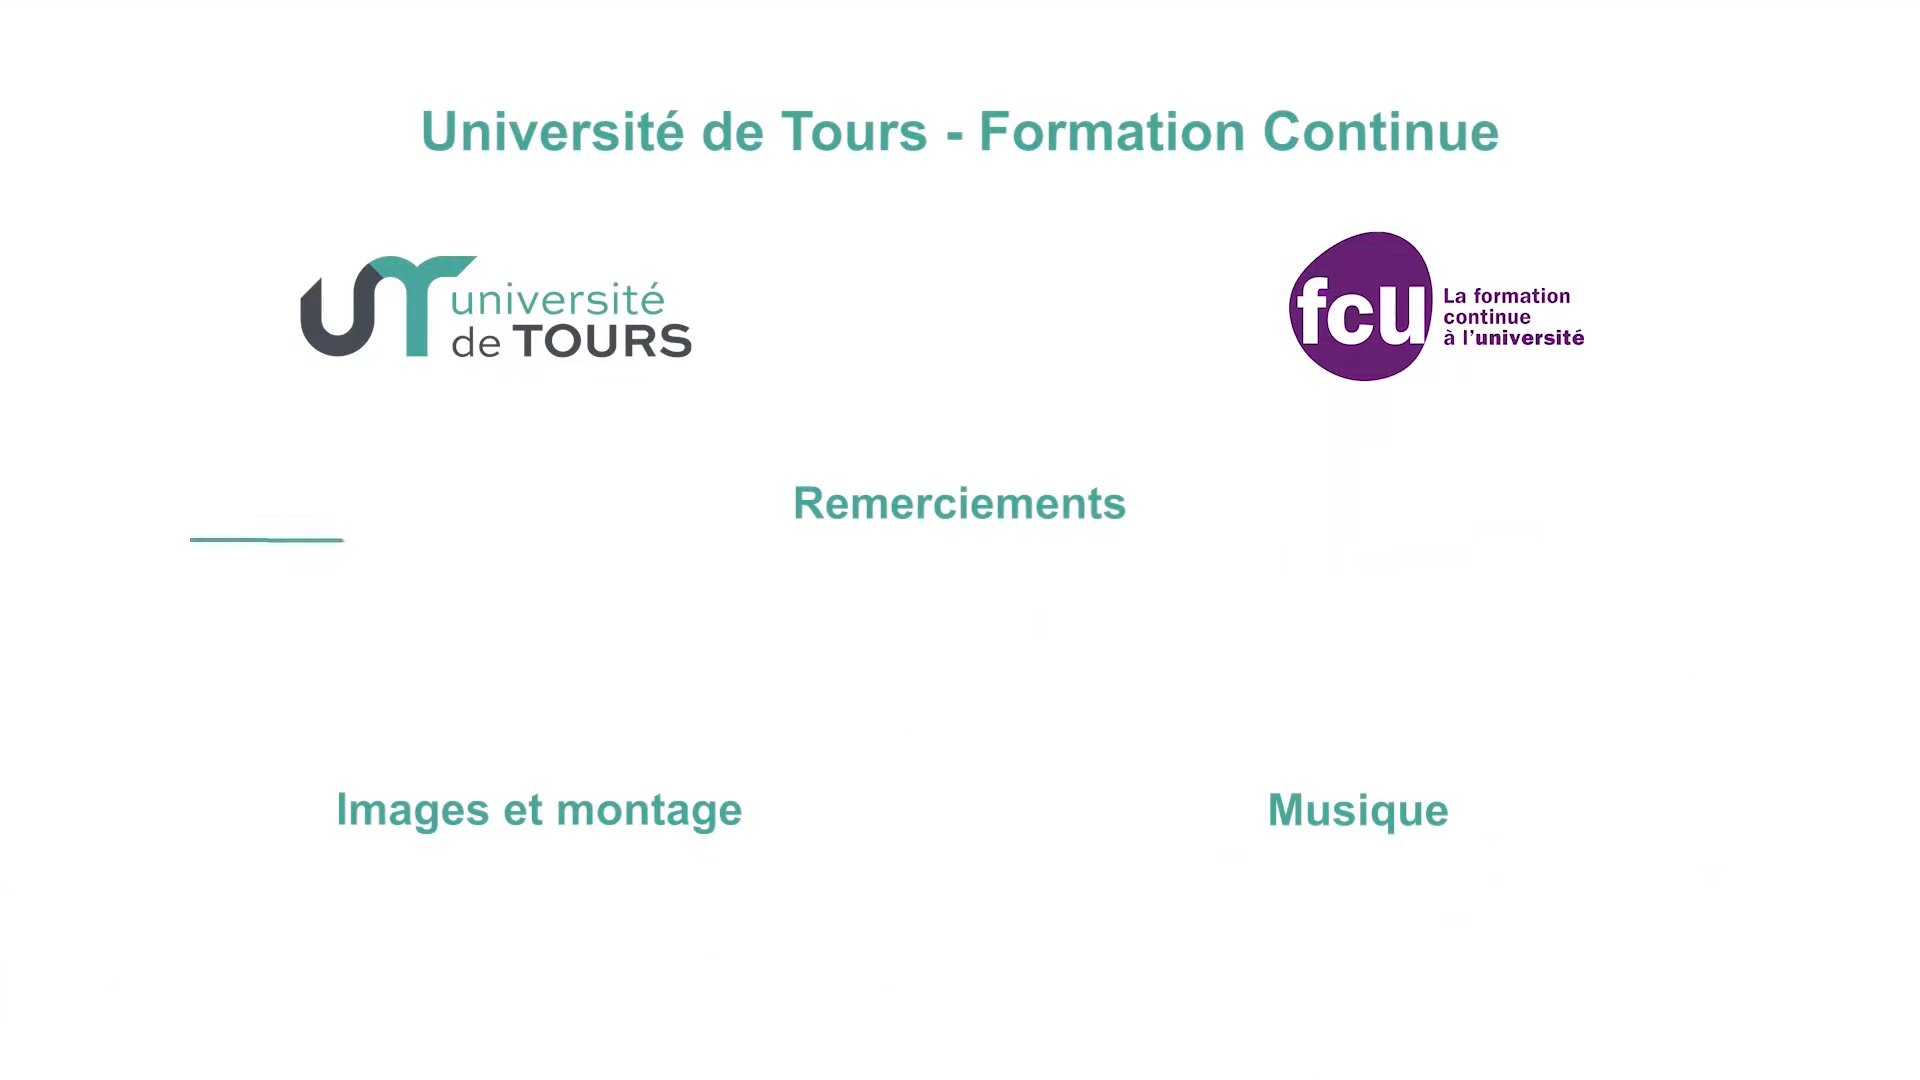 Université de Tours - Formation Continue
université
de TOURS
fcu
La formation
continue
à l'université
Remerciements
Images et montage
Musique